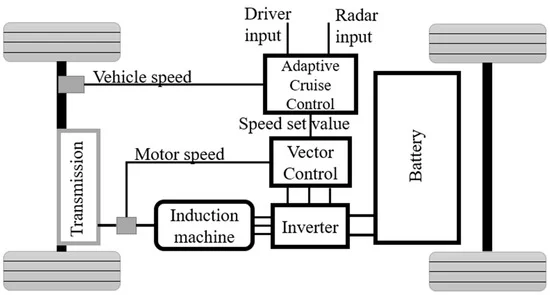 Driver
input
Radar
input
Adaptive
Cruise
Control
Vehicle speed
Speed set value
Motor speed
Vector
Control
Transmission
Induction
machine
Inverter
Battery